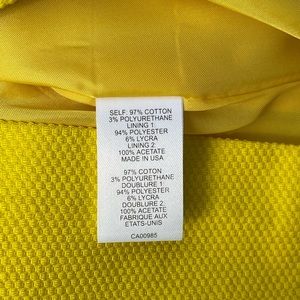 SELF: 97% COTTON
3% POLYURETHANE
LINING 1
94% POLYESTER
6% LYCRA
LINING 2
100% ACETATE
MADE IN USA
97% COTON
3% POLYURETHANE
DOUBLURE 1
94% POLYESTER
6% LYCRA
DOUBLURE 2
100% ACETATE
FABRIQUE AUX
ETATS-UNIS
CA00985